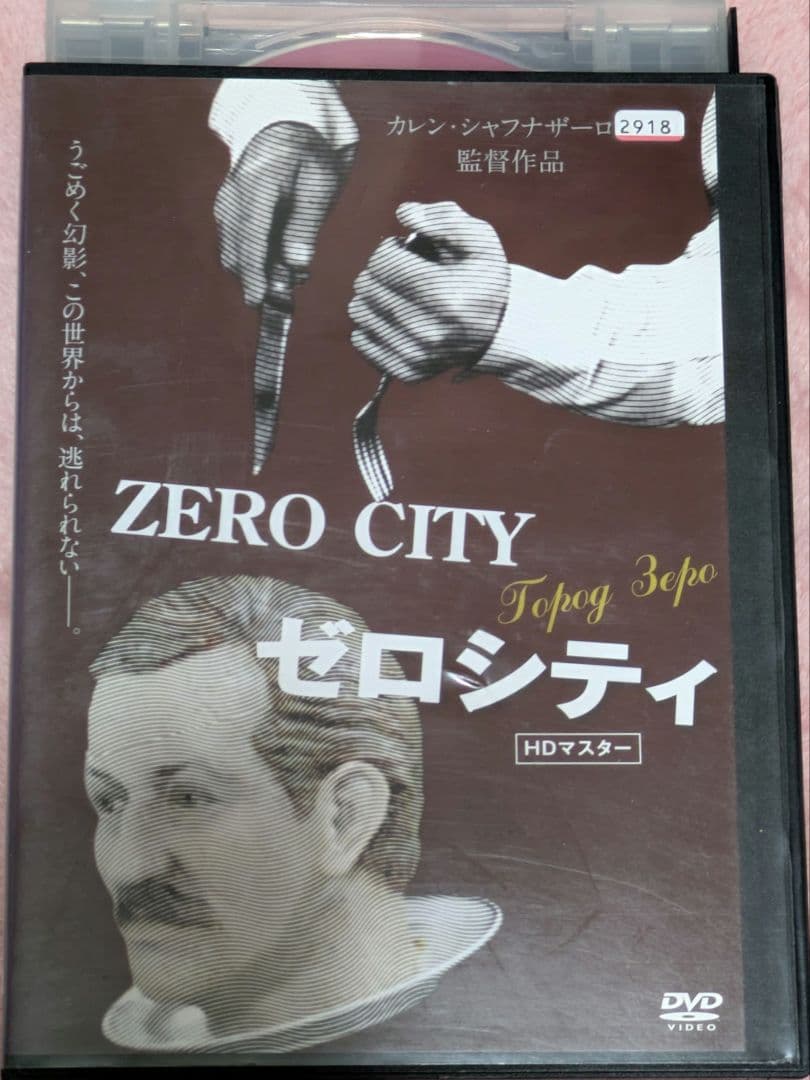 カレン・シャフナザーロ
2918
監督作品
うごめく幻影、この世界からは、逃れられない――。
ZERO CITY
Город Зеро
ゼロシティ
HDマスター
DVD
VIDEO